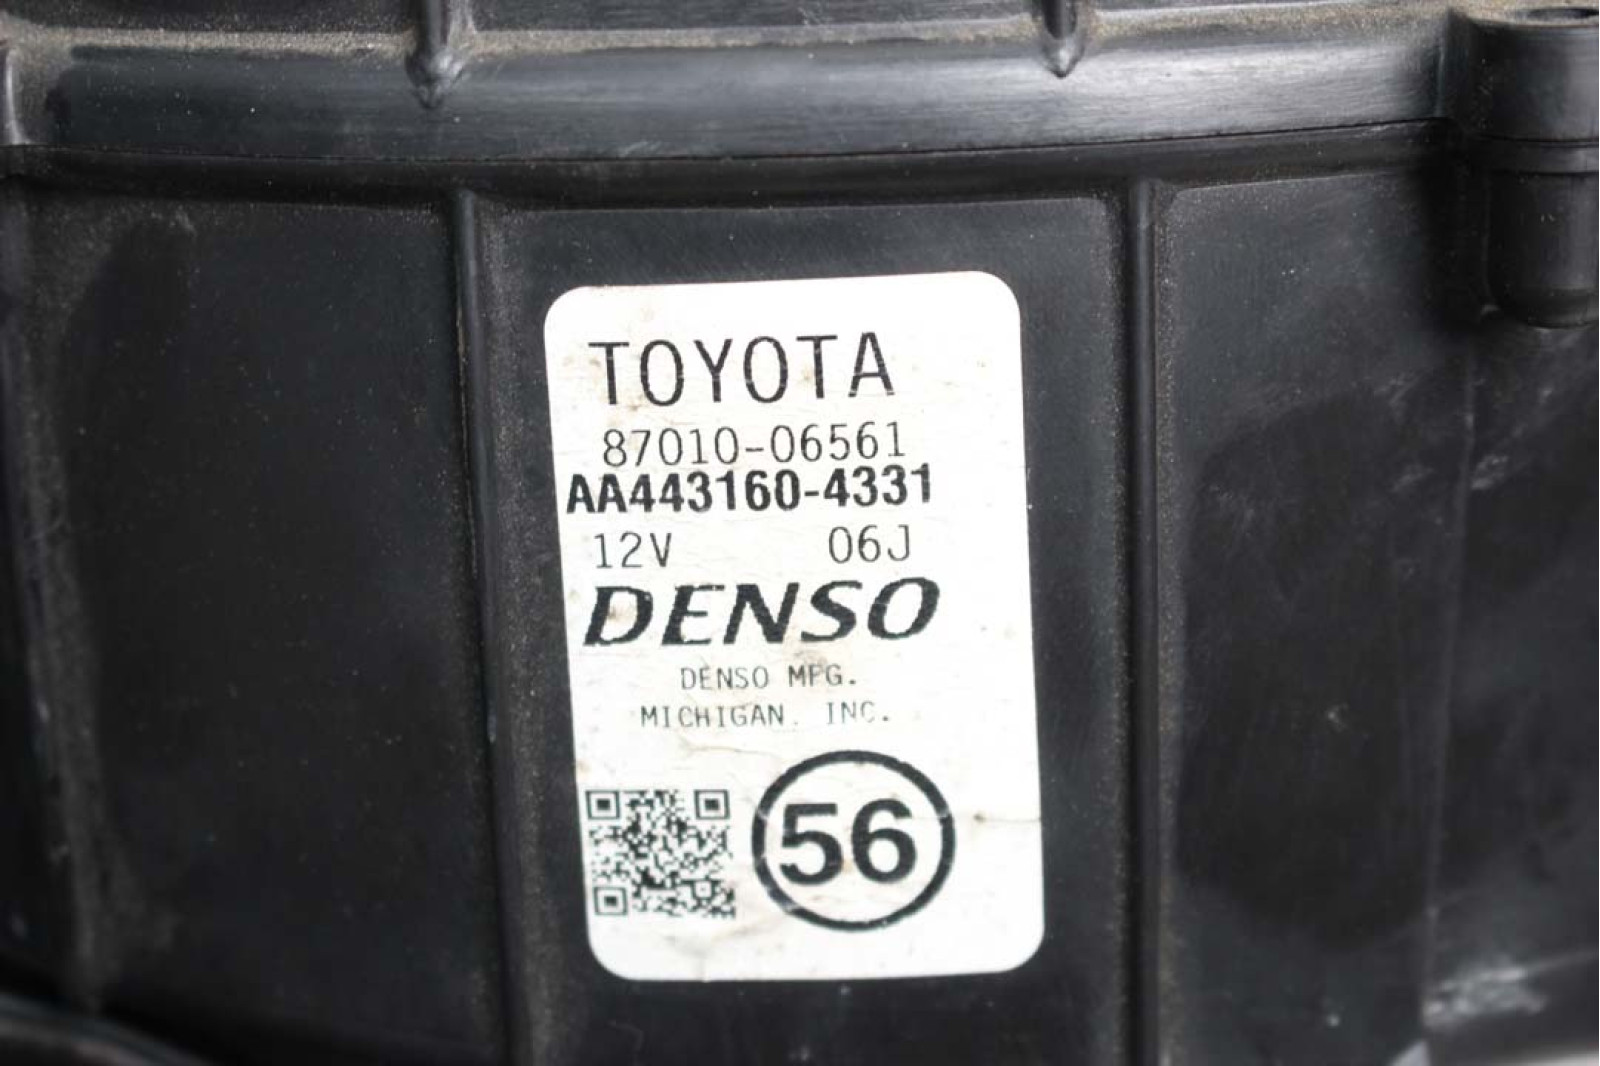 TOYOTA
87010-06561
AA443160-4331
12V 06J
DENSO
DENSO MFG.
MICHIGAN, INC.
56